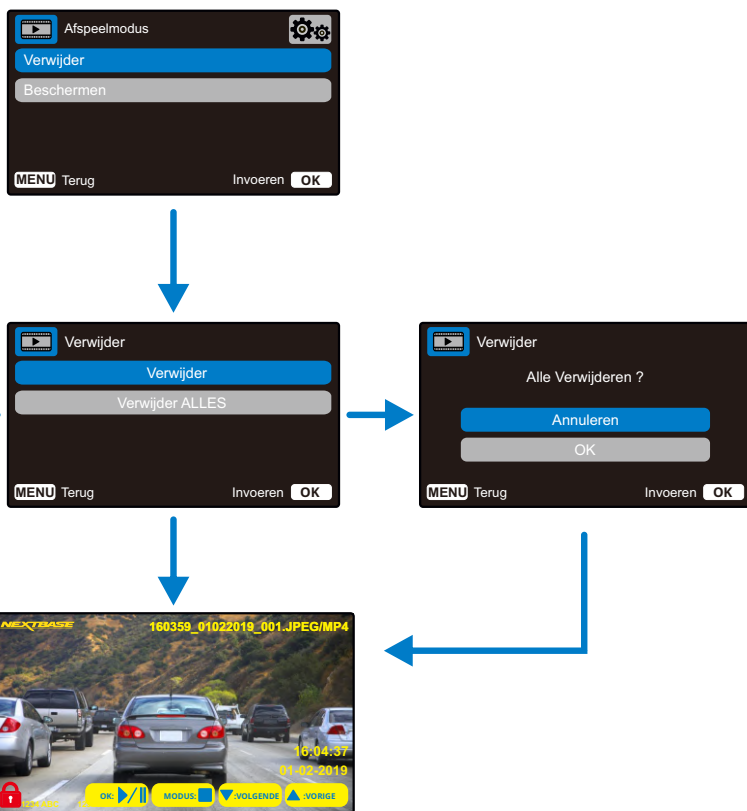 Afspeelmodus
Verwijder
Beschermen
MENU Terug Invoeren OK
Verwijder
Verwijder
Verwijder ALLES
MENU Terug Invoeren OK
Verwijder
Alle Verwijderen ?
Annuleren
OK
MENU Terug Invoeren OK
NEXTBASE 160359_01022019_001.JPEG/MP4
16:04:37
01-02-2019
OK: MODUS: :VOLGENDE :VORIGE